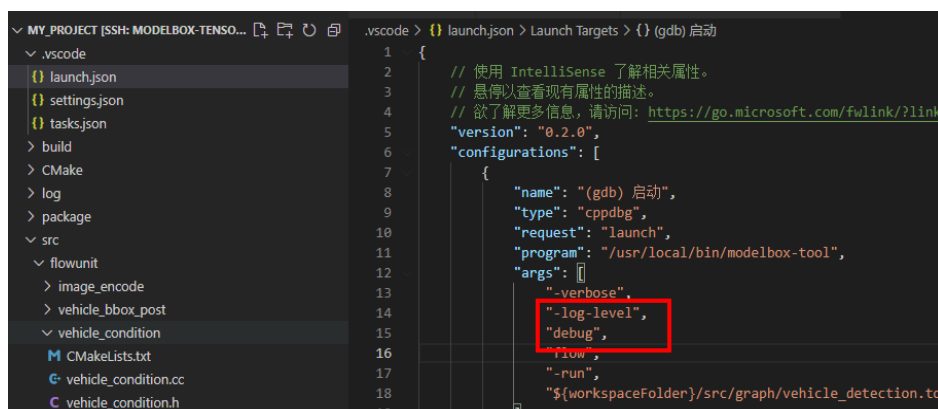 MY_PROJECT [SSH: MODELBOX-TENSO...
.vscode
{} launch.json
{} settings.json
{} tasks.json
build
CMake
log
package
src
flowunit
image_encode
vehicle_bbox_post
vehicle_condition
CMakeLists.txt
vehicle_condition.cc
vehicle_condition.h
.vscode > {} launch.json > Launch Targets > {} (gdb) 启动
1 {
2 // 使用 IntelliSense 了解相关属性。
3 // 悬停以查看现有属性的描述。
4 // 欲了解更多信息，请访问: https://go.microsoft.com/fwlink/?link
5 "version": "0.2.0",
6 "configurations": [
7 {
8 "name": "(gdb) 启动",
9 "type": "cppdbg",
10 "request": "launch",
11 "program": "/usr/local/bin/modelbox-tool",
12 "args": [
13 "-verbose",
14 "-log-level",
15 "debug",
16 "flow",
17 "-run",
18 "${workspaceFolder}/src/graph/vehicle_detection.to